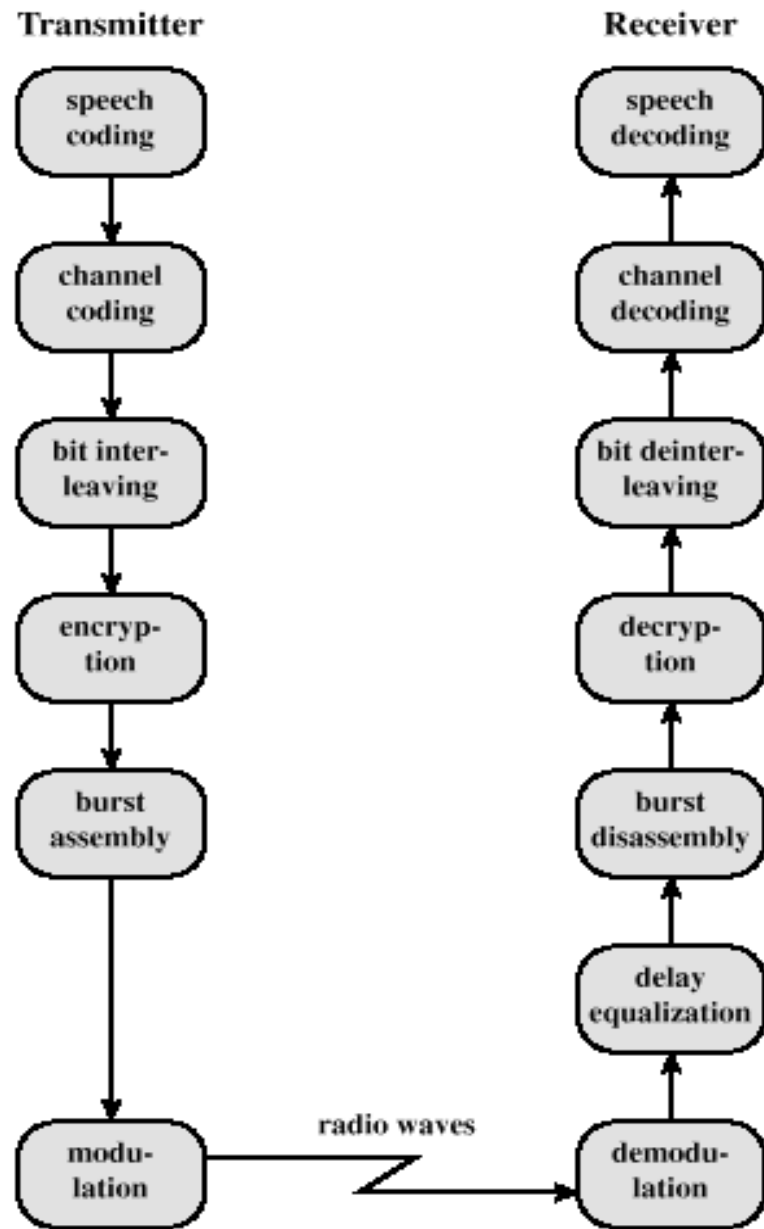 Transmitter
speech
coding
channel
coding
bit inter-
leaving
encryp-
tion
burst
assembly
modu-
lation
radio waves
Receiver
speech
decoding
channel
decoding
bit deinter-
leaving
decryp-
tion
burst
disassembly
delay
equalization
demodu-
lation